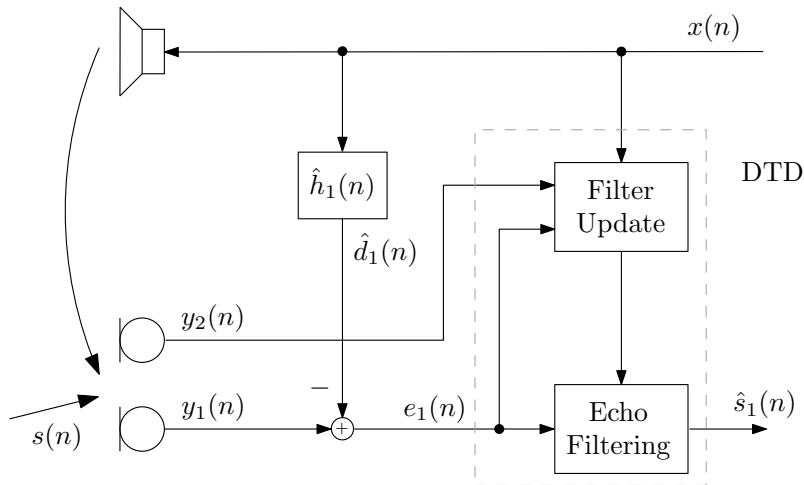 x(n)
ĥ₁(n)
Filter
Update
DTD
d̂₁(n)
y₂(n)
−
y₁(n)
+
e₁(n)
Echo
Filtering
ŝ₁(n)
s(n)